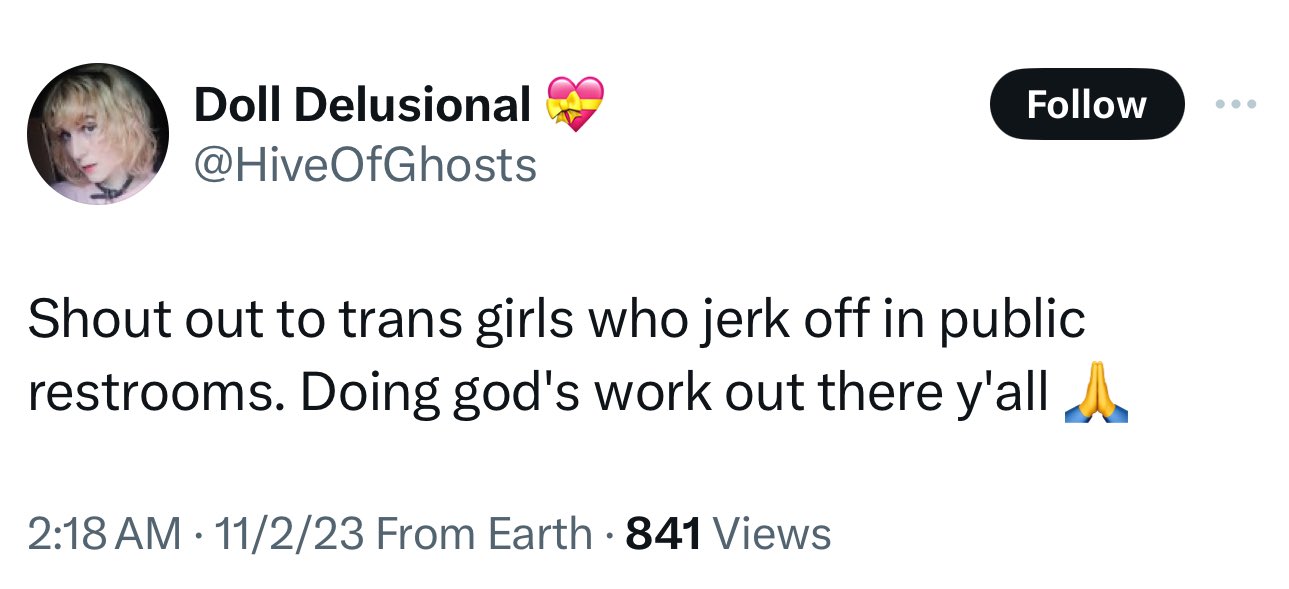 Doll Delusional 💝
@HiveOfGhosts
Follow
Shout out to trans girls who jerk off in public
restrooms. Doing god's work out there y'all 🙏
2:18 AM · 11/2/23 From Earth · 841 Views